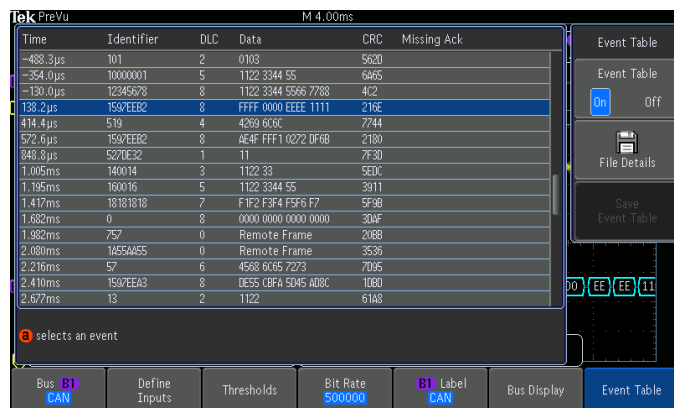 Tek PreVu M 4.00ms
Time Identifier DLC Data CRC Missing Ack
-488.3µs 101 2 0103 562D
-354.0µs 10000001 5 1122 3344 55 6A65
-130.0µs 12345678 8 1122 3344 5566 7788 4C2
138.2µs 1597EEB2 8 FFFF 0000 EEEE 1111 216E
414.4µs 519 4 4269 6C6C 7744
572.6µs 1597EEB2 8 AE4F FFF1 0272 DF6B 2180
848.8µs 527DE32 1 11 7F3D
1.005ms 140014 3 1122 33 5EDC
1.195ms 160016 5 1122 3344 55 3911
1.417ms 18181818 7 F1F2 F3F4 F5F6 F7 5F9B
1.682ms 0 8 0000 0000 0000 0000 3DAF
1.982ms 757 0 Remote Frame 20BB
2.080ms 1A55AA55 0 Remote Frame 3536
2.216ms 57 6 4568 6C65 7273 7D95
2.410ms 1597EEA3 8 DE55 CBFA 5D45 AD8C 1DBD
2.677ms 13 2 1122 61A8
a selects an event
Event Table
Event Table
On Off
File Details
Save
Event Table
EE EE 11
Bus B1
CAN
Define
Inputs
Thresholds
Bit Rate
500000
B1 Label
CAN
Bus Display
Event Table